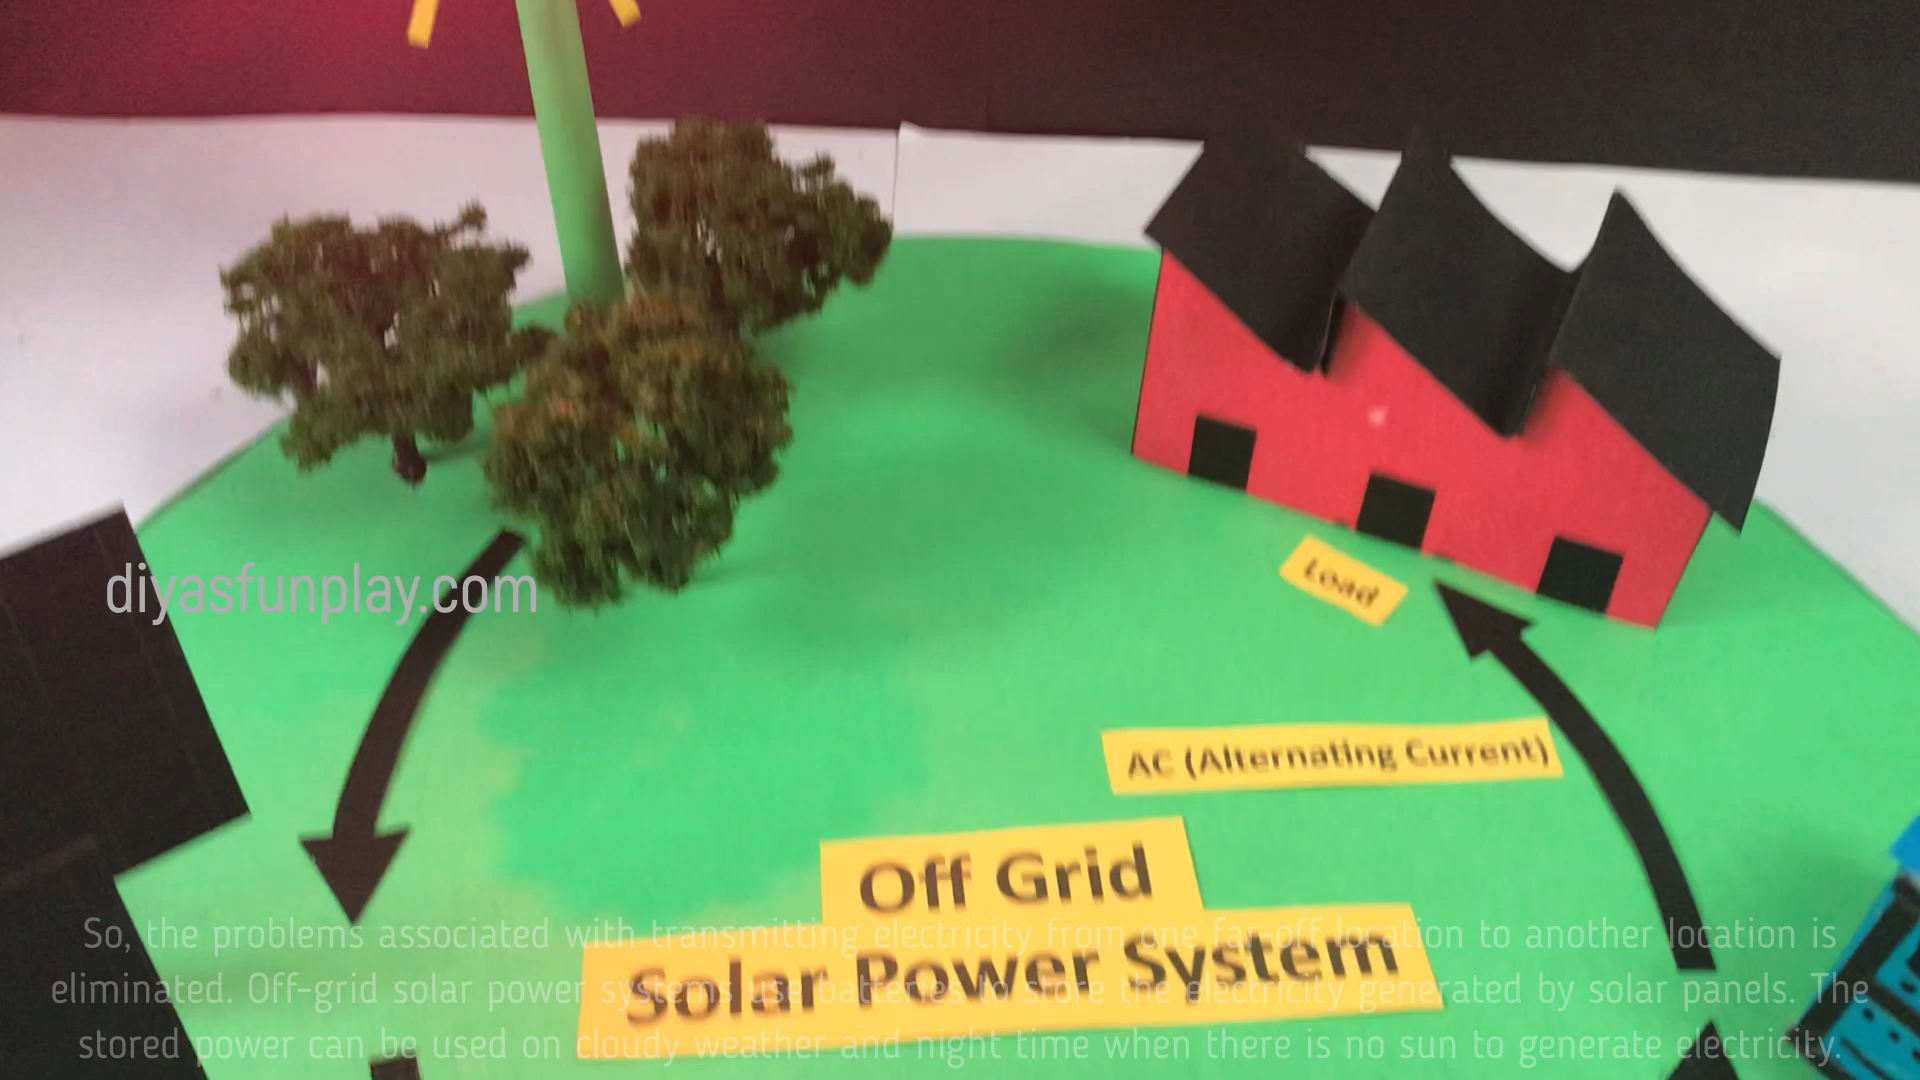 diyasfunplay.com
Load
AC (Alternating Current)
Off Grid
Solar Power System
So, the problems associated with transmitting electricity from one far-off location to another location is
eliminated. Off-grid solar power systems use batteries to store the electricity generated by solar panels. The
stored power can be used on cloudy weather and night time when there is no sun to generate electricity.